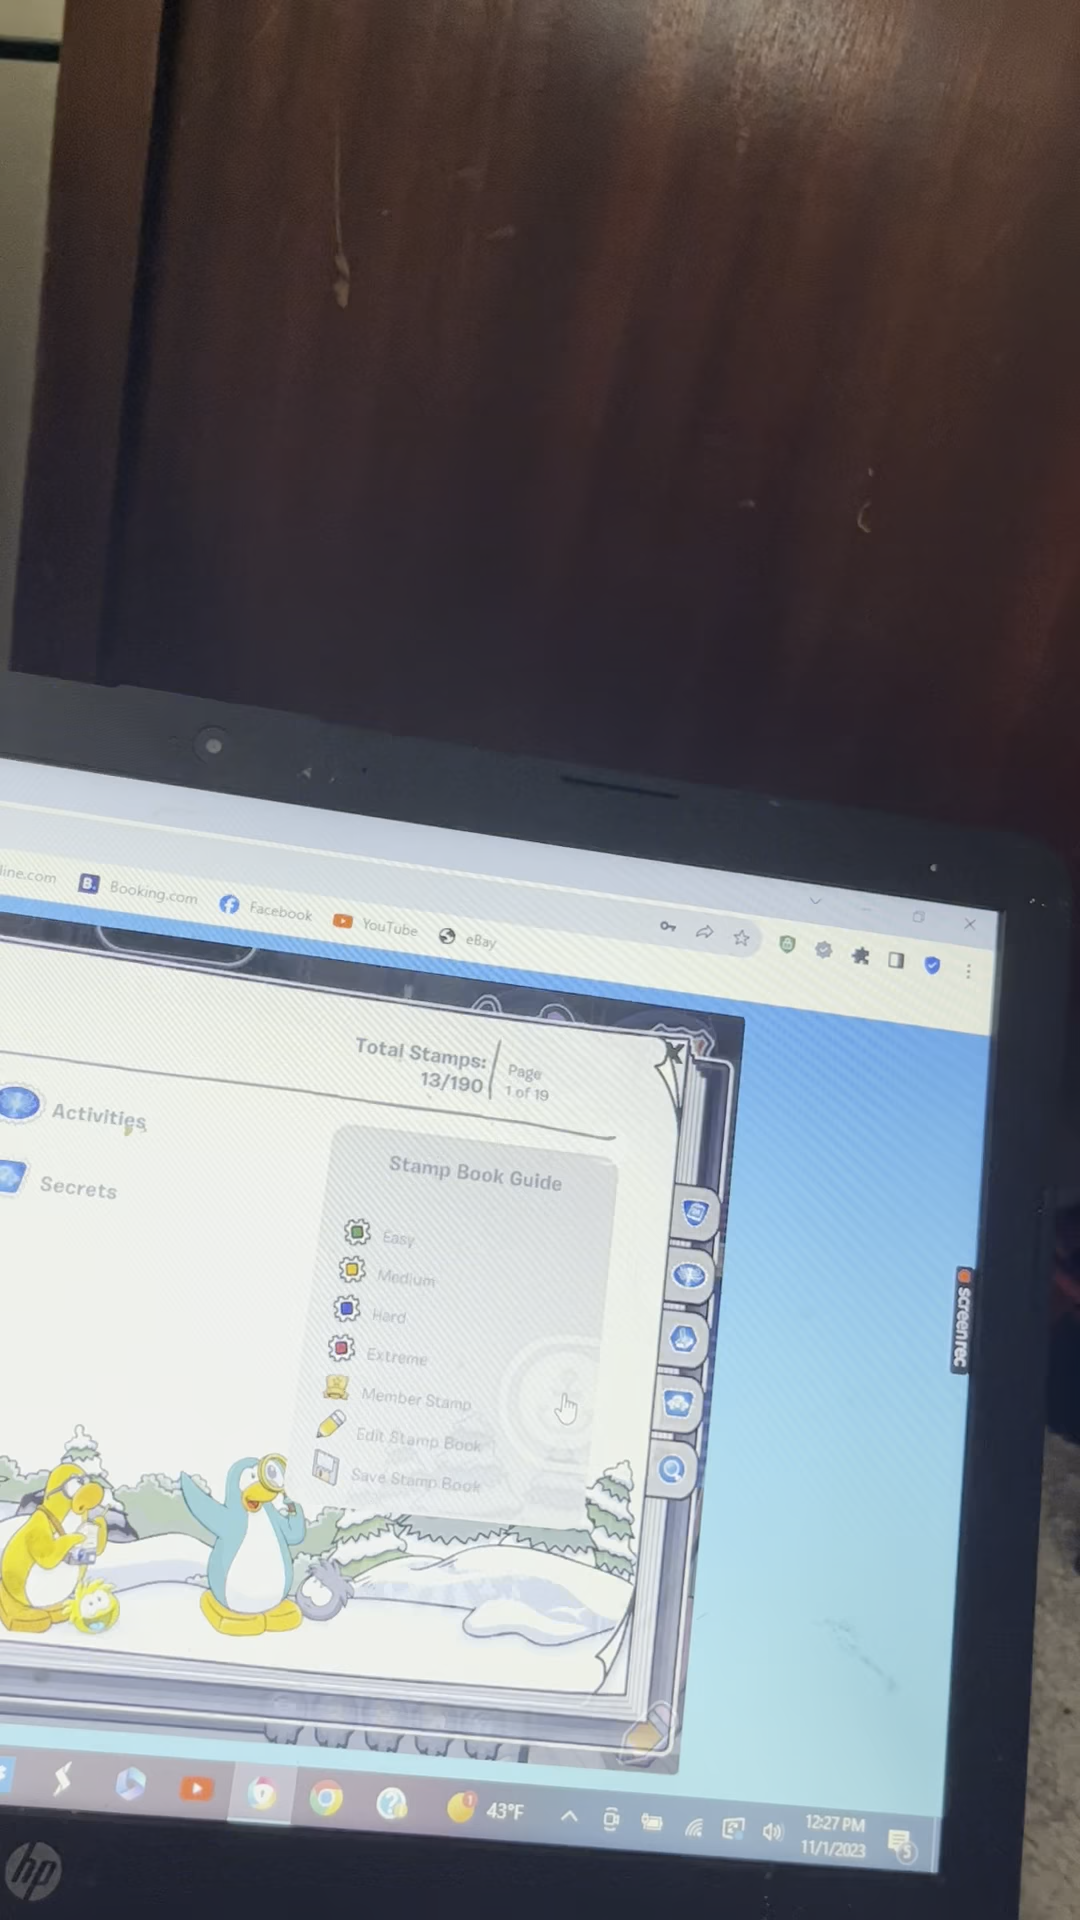 line.com B. Booking.com Facebook YouTube eBay
Total Stamps:
13/190
Page
1 of 19
Activities
Secrets
Stamp Book Guide
Easy
Medium
Hard
Extreme
Member Stamp
Edit Stamp Book
Save Stamp Book
screenrec
1
43°F
12:27 PM
11/1/2023
5
hp